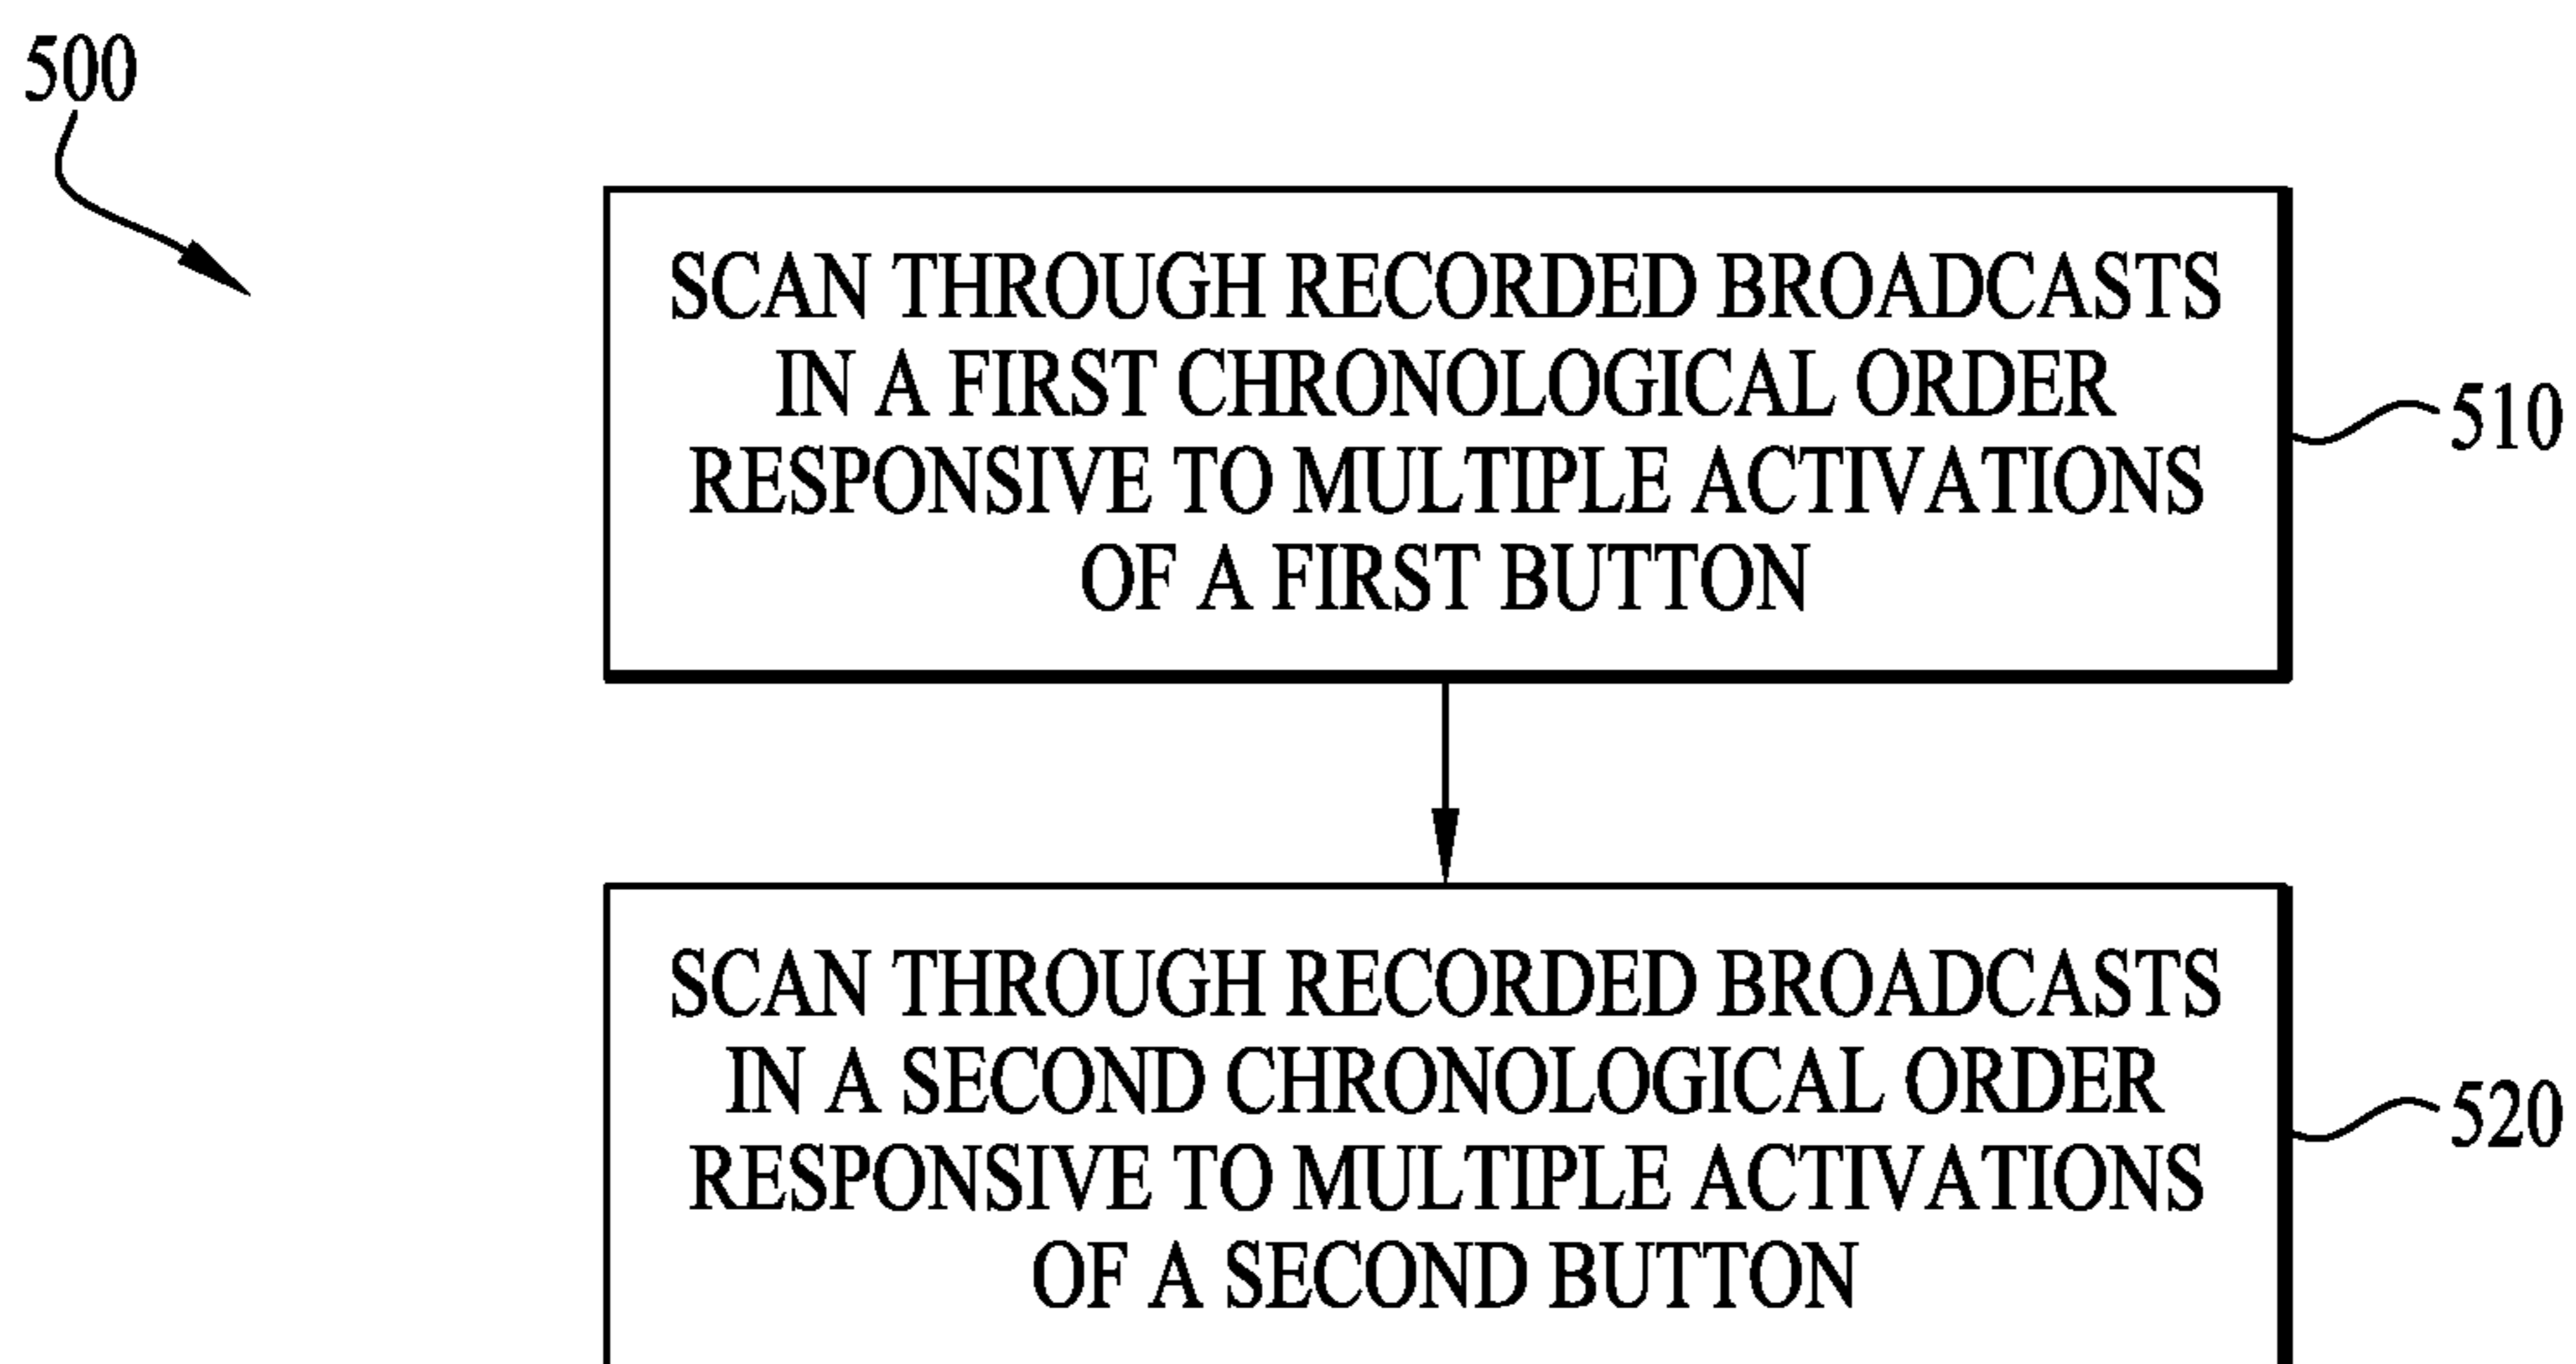 500
SCAN THROUGH RECORDED BROADCASTS
IN A FIRST CHRONOLOGICAL ORDER
RESPONSIVE TO MULTIPLE ACTIVATIONS
OF A FIRST BUTTON
510
SCAN THROUGH RECORDED BROADCASTS
IN A SECOND CHRONOLOGICAL ORDER
RESPONSIVE TO MULTIPLE ACTIVATIONS
OF A SECOND BUTTON
520